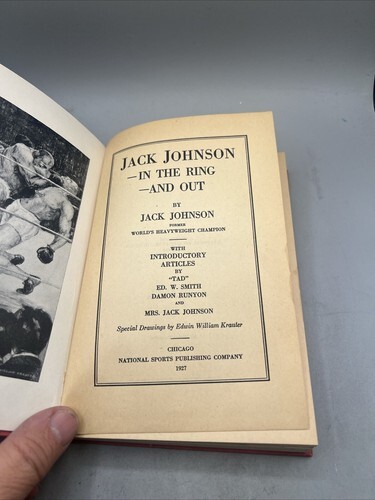 JACK JOHNSON
—IN THE RING
—AND OUT
BY
JACK JOHNSON
FORMER
WORLD'S HEAVYWEIGHT CHAMPION
WITH
INTRODUCTORY
ARTICLES
BY
"TAD"
ED. W. SMITH
DAMON RUNYON
AND
MRS. JACK JOHNSON
Special Drawings by Edwin William Krauter
CHICAGO
NATIONAL SPORTS PUBLISHING COMPANY
1927